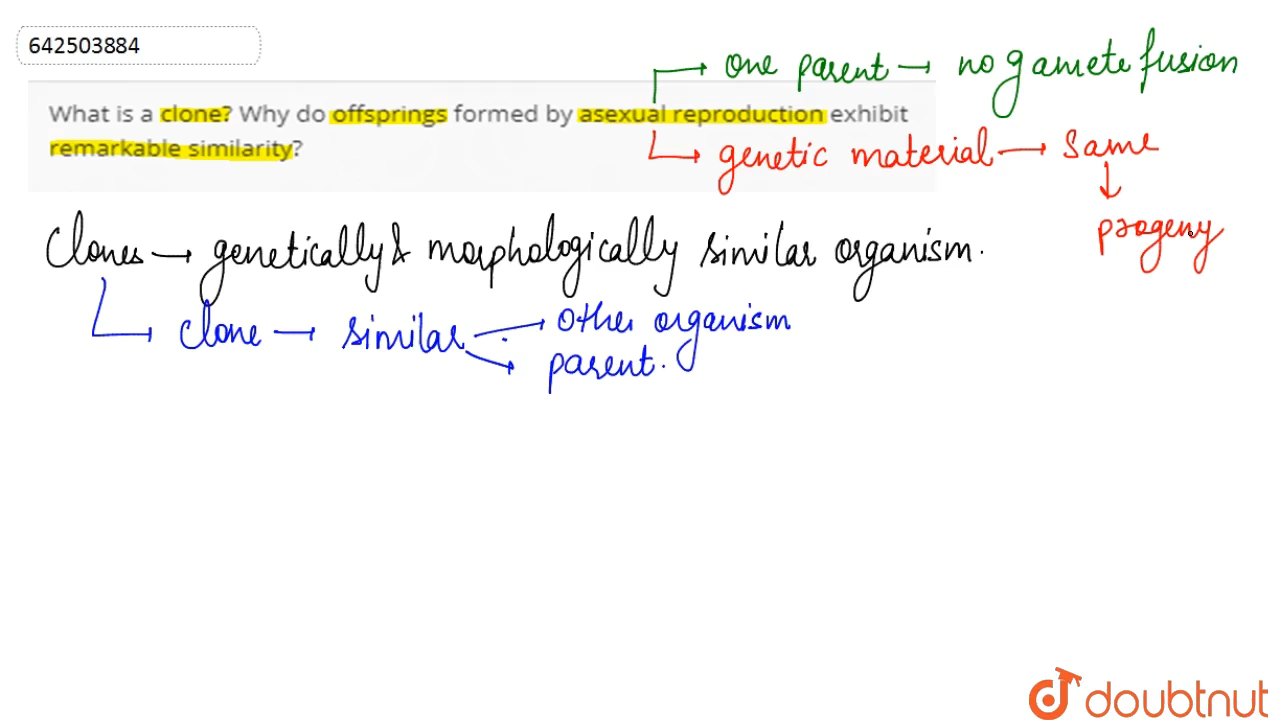 642503884
one parent → no gamete fusion
What is a clone? Why do offsprings formed by asexual reproduction exhibit
remarkable similarity?
genetic material → same
↓
progeny
Clones → genetically & morphologically similar organism.
→ clone → similar → other organism
→ parent.
doubtnut